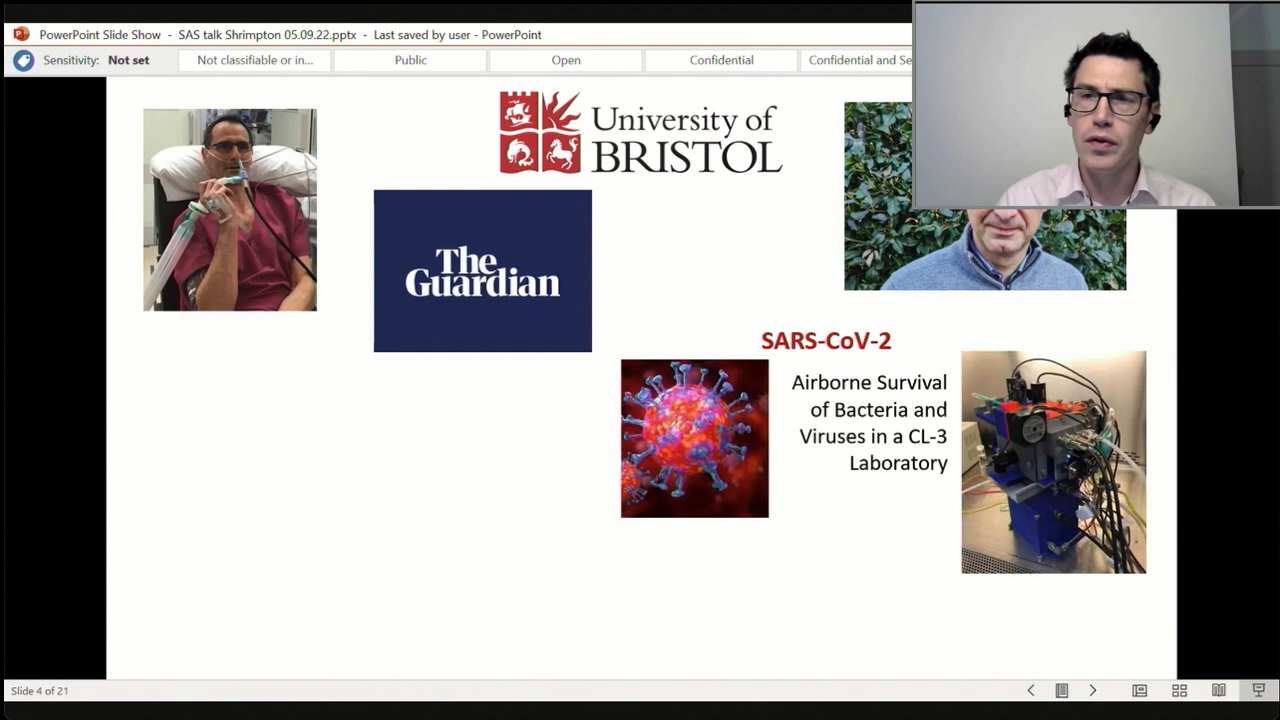 PowerPoint Slide Show - SAS talk Shrimpton 05.09.22.pptx - Last saved by user - PowerPoint
Sensitivity: Not set
Not classifiable or in...
Public
Open
Confidential
Confidential and Se
University of
BRISTOL
The
Guardian
SARS-CoV-2
Airborne Survival
of Bacteria and
Viruses in a CL-3
Laboratory
Slide 4 of 21